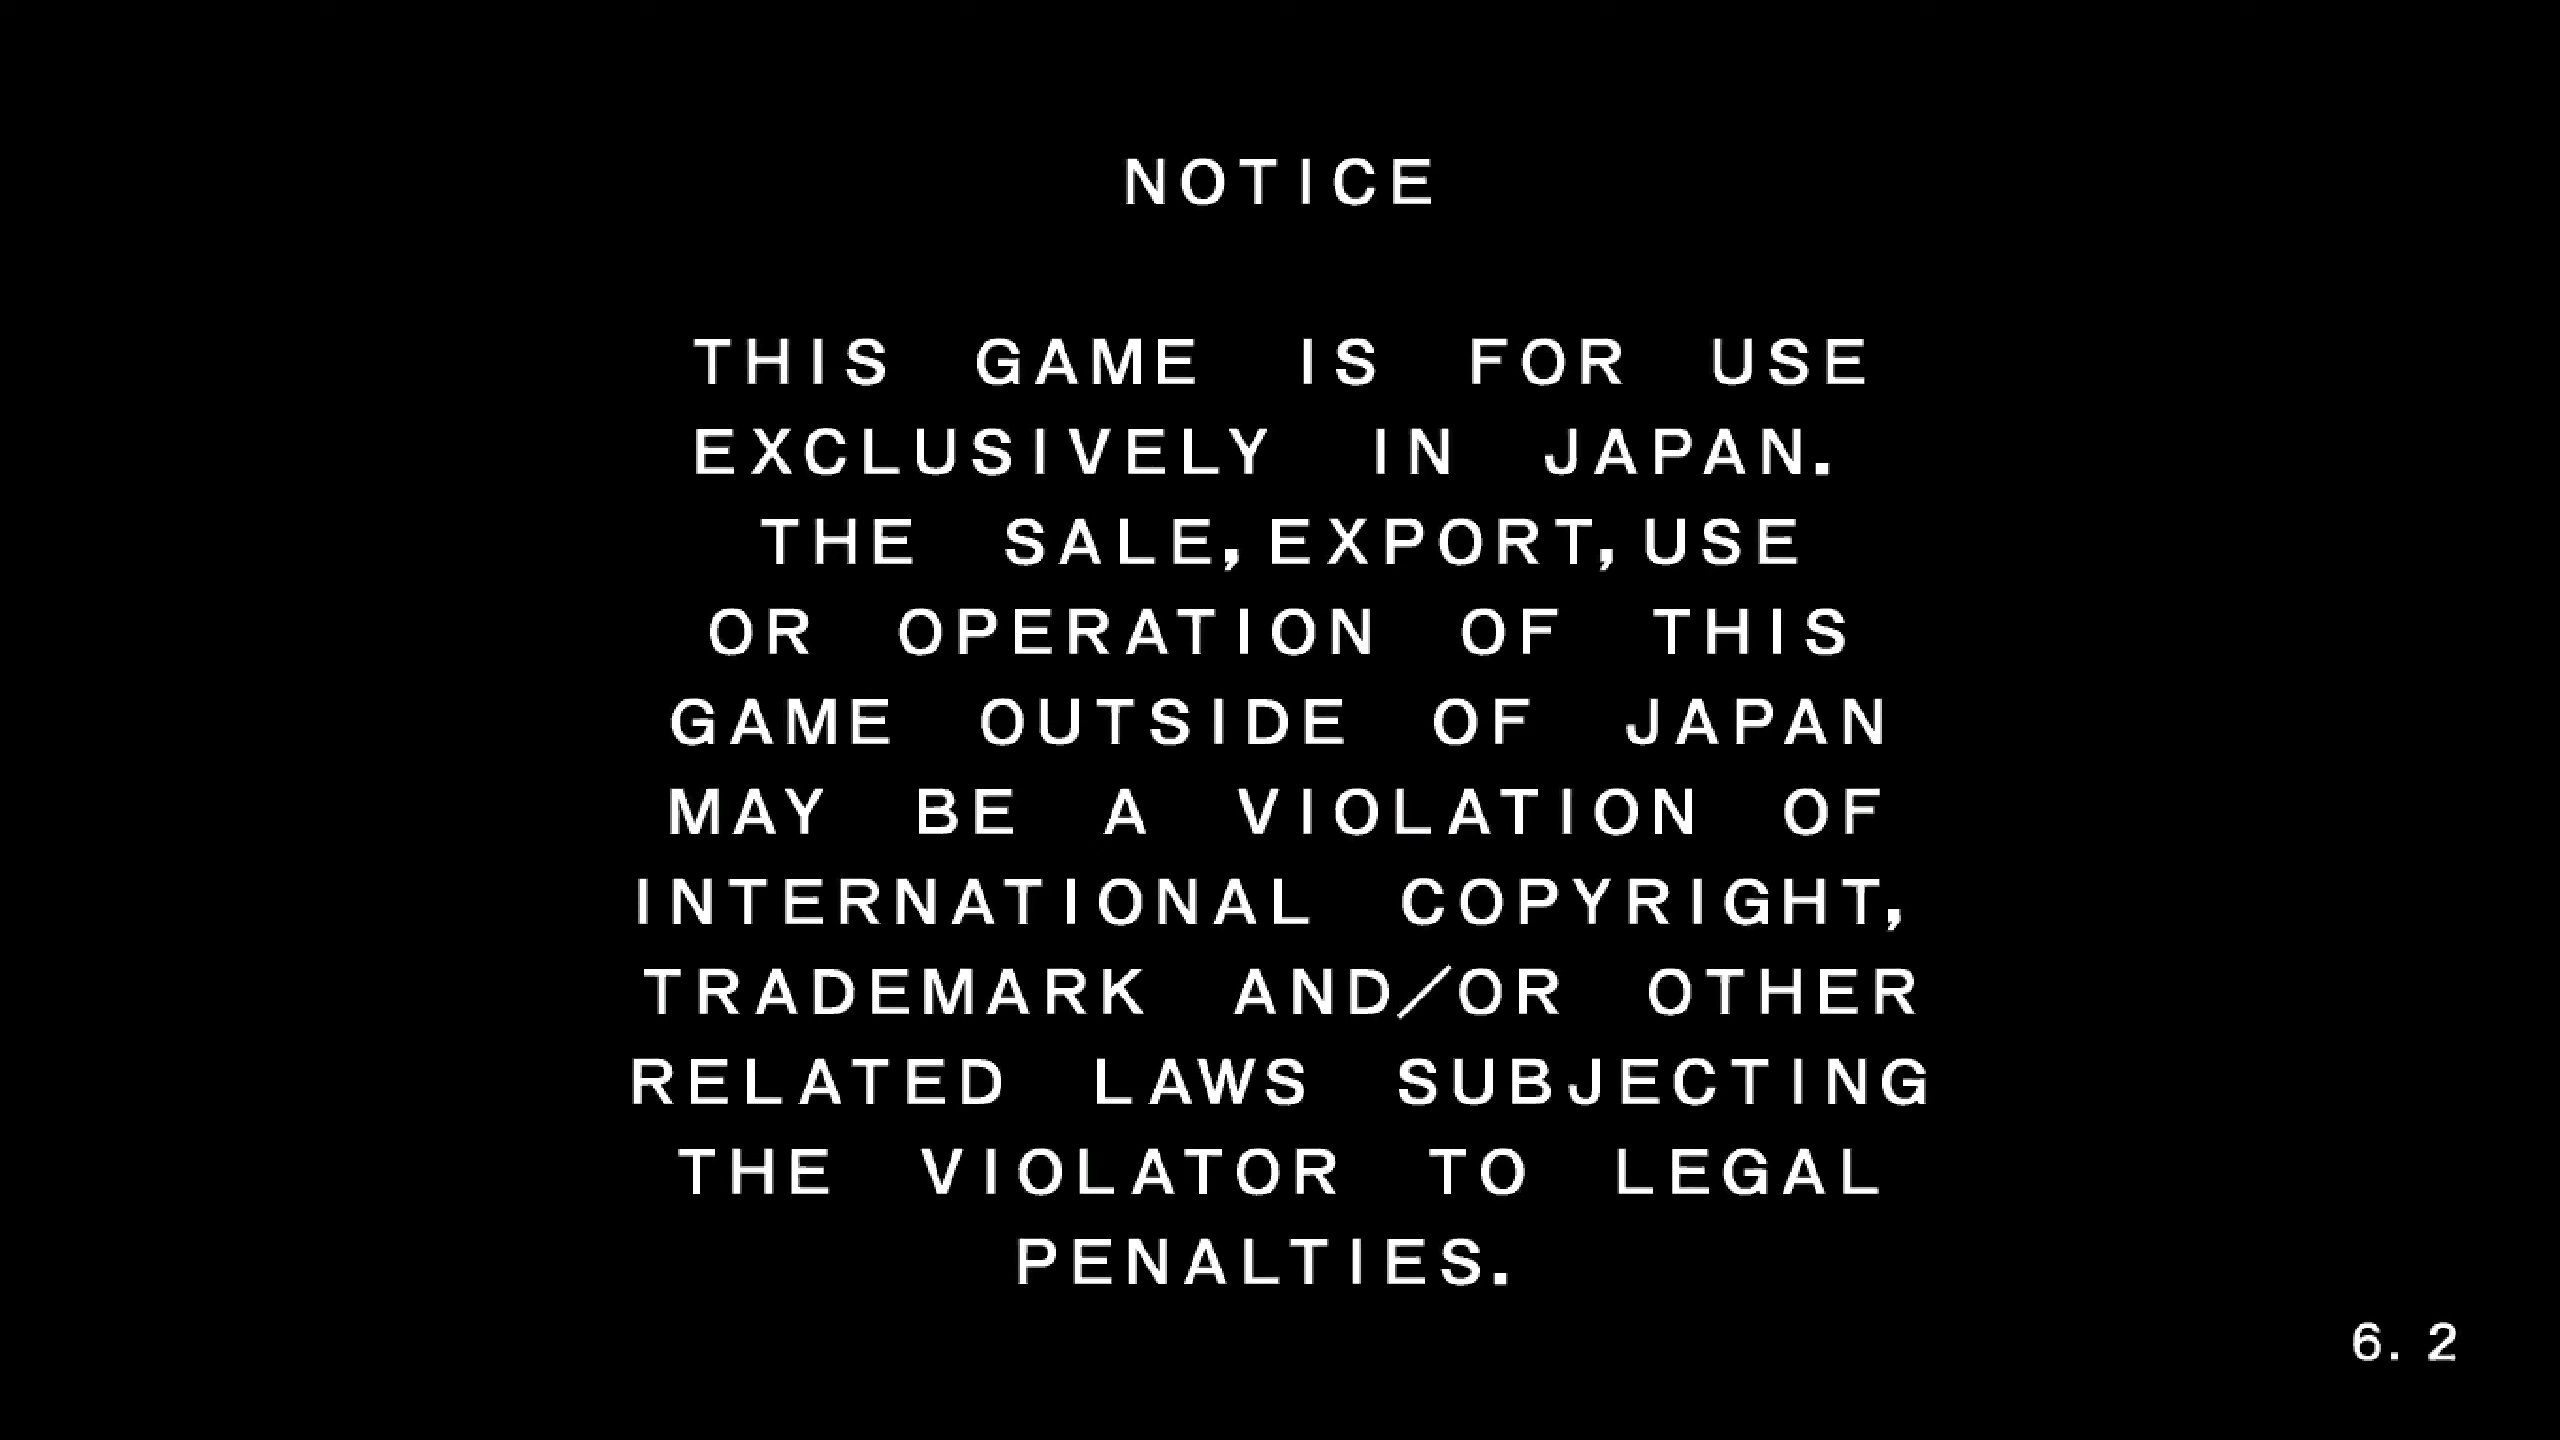 NOTICE
THIS GAME IS FOR USE
EXCLUSIVELY IN JAPAN.
THE SALE,EXPORT,USE
OR OPERATION OF THIS
GAME OUTSIDE OF JAPAN
MAY BE A VIOLATION OF
INTERNATIONAL COPYRIGHT,
TRADEMARK AND/OR OTHER
RELATED LAWS SUBJECTING
THE VIOLATOR TO LEGAL
PENALTIES.
6. 2